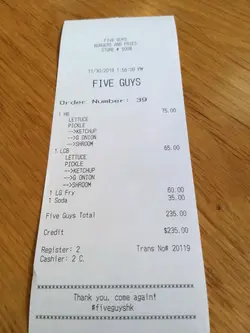 FIVE GUYS
BURGERS AND FRIES
STORE #
FIVE GUYS
Order Number: 39
1 HB 75.00
LETTUCE
PICKLE
-->KETCHUP
-->G ONION
-->SHROOM
1 LCB 65.00
LETTUCE
PICKLE
-->KETCHUP
-->G ONION
-->SHROOM
1 LG Fry 60.00
1 Soda 35.00
Five Guys Total 235.00
Credit $235.00
Register: 2 Trans No# 20119
Cashier: 2 C.
Thank you, come again!
#fiveguyshk